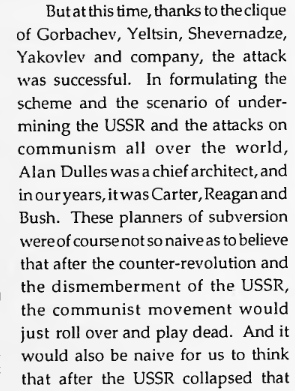 But at this time, thanks to the clique
of Gorbachev, Yeltsin, Shevernadze,
Yakovlev and company, the attack
was successful. In formulating the
scheme and the scenario of under-
mining the USSR and the attacks on
communism all over the world,
Alan Dulles was a chief architect, and
in our years, it was Carter, Reagan and
Bush. These planners of subversion
were of course not so naive as to believe
that after the counter-revolution and
the dismemberment of the USSR,
the communist movement would
just roll over and play dead. And it
would also be naive for us to think
that after the USSR collapsed that